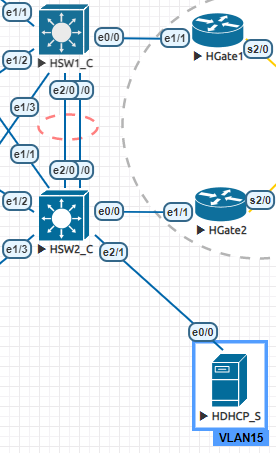 e1/1
e0/0
e1/1
s2/0
e1/2
HSW1_C
HGate1
e2/0
/0
e1/3
e1/1
e2/0
/0
e1/2
e0/0
e1/1
s2/0
HGate2
e1/3
HSW2_C
e2/1
e0/0
HDHCP_S
VLAN15